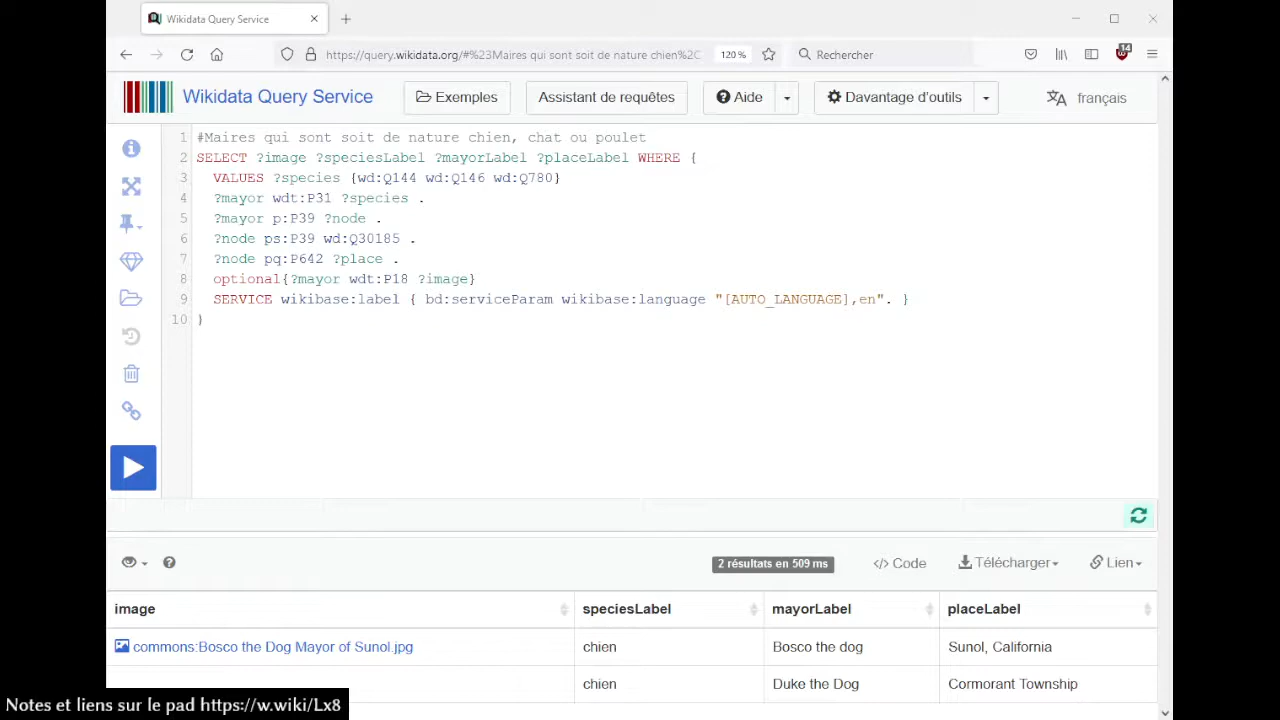 Wikidata Query Service
https://query.wikidata.org/#%23Maires qui sont soit de nature chien%2C
120 %
Rechercher
14
Wikidata Query Service
Exemples
Assistant de requêtes
Aide
Davantage d'outils
français
1 #Maires qui sont soit de nature chien, chat ou poulet
2 SELECT ?image ?speciesLabel ?mayorLabel ?placeLabel WHERE {
3 VALUES ?species {wd:Q144 wd:Q146 wd:Q780}
4 ?mayor wdt:P31 ?species .
5 ?mayor p:P39 ?node .
6 ?node ps:P39 wd:Q30185 .
7 ?node pq:P642 ?place .
8 optional{?mayor wdt:P18 ?image}
9 SERVICE wikibase:label { bd:serviceParam wikibase:language "[AUTO_LANGUAGE],en". }
10 }
2 résultats en 509 ms
</> Code
Télécharger
Lien
image speciesLabel mayorLabel placeLabel
commons:Bosco the Dog Mayor of Sunol.jpg chien Bosco the dog Sunol, California
chien Duke the Dog Cormorant Township
Notes et liens sur le pad https://w.wiki/Lx8